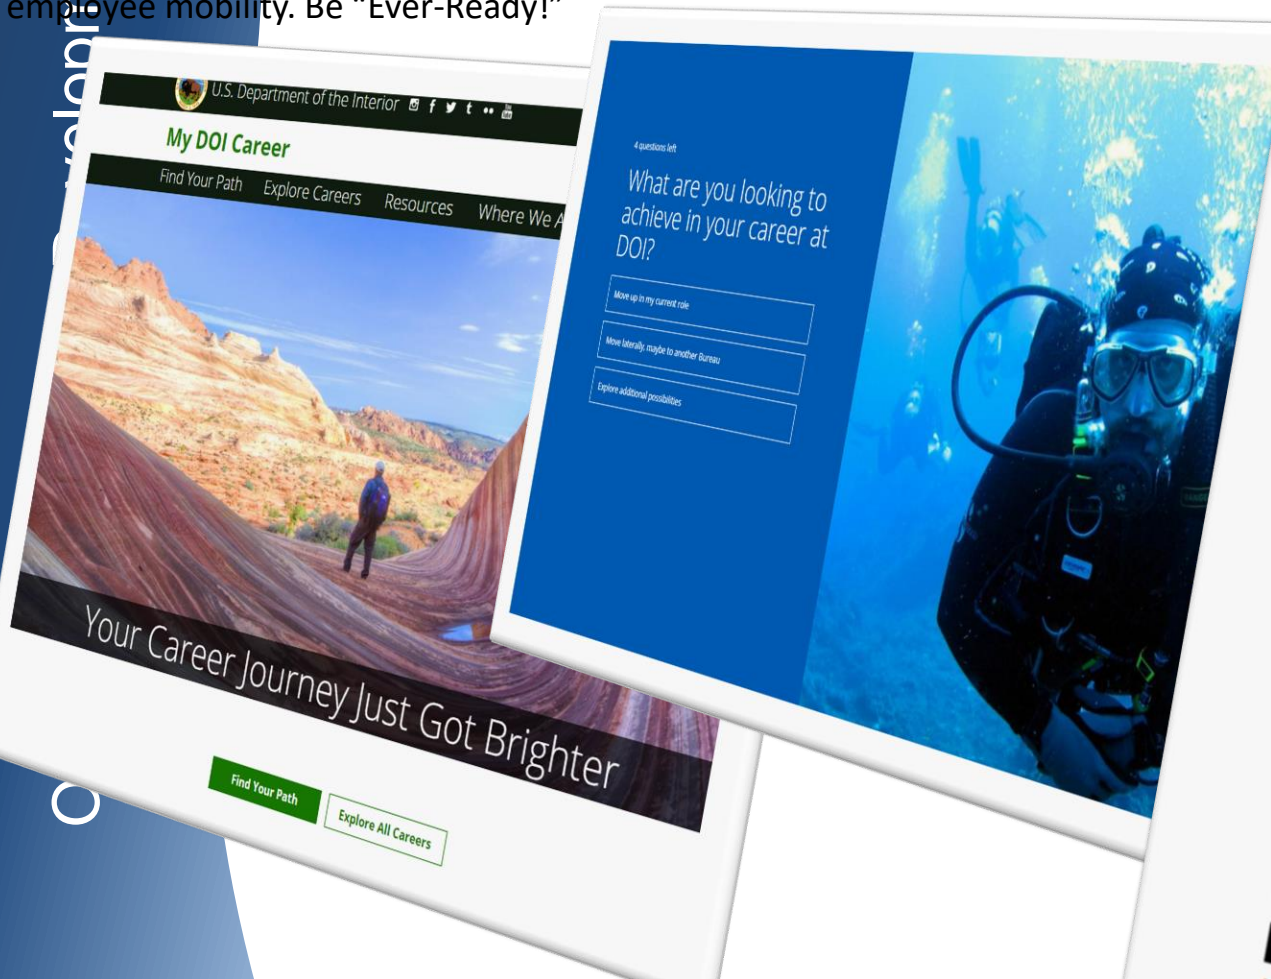 employee mobility. Be “Ever-Ready!”
U.S. Department of the Interior
My DOI Career
Find Your Path Explore Careers Resources Where We
Your Career Journey Just Got Brighter
Find Your Path
Explore All Careers
4 questions left
What are you looking to
achieve in your career at
DOI?
Move up in my current role
Move laterally, maybe to another Bureau
Explore additional possibilities